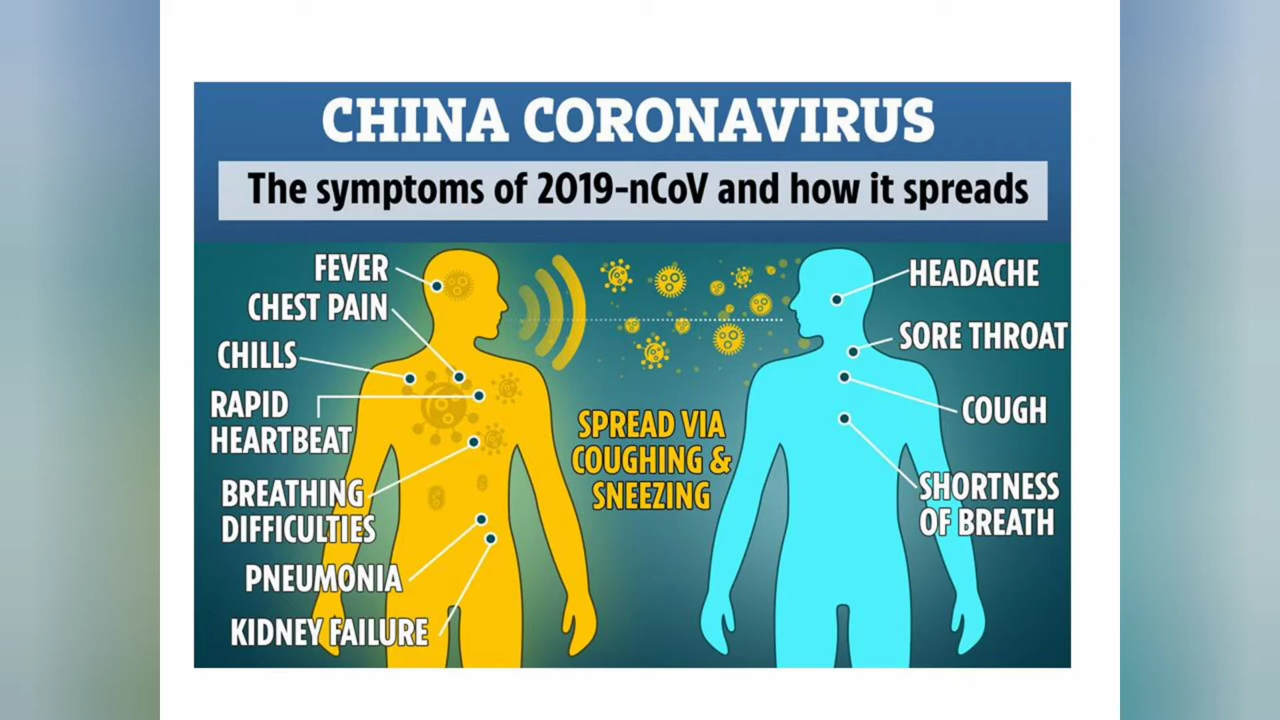 CHINA CORONAVIRUS
The symptoms of 2019-nCoV and how it spreads
FEVER
CHEST PAIN
CHILLS
RAPID
HEARTBEAT
BREATHING
DIFFICULTIES
PNEUMONIA
KIDNEY FAILURE
SPREAD VIA
COUGHING &
SNEEZING
HEADACHE
SORE THROAT
COUGH
SHORTNESS
OF BREATH